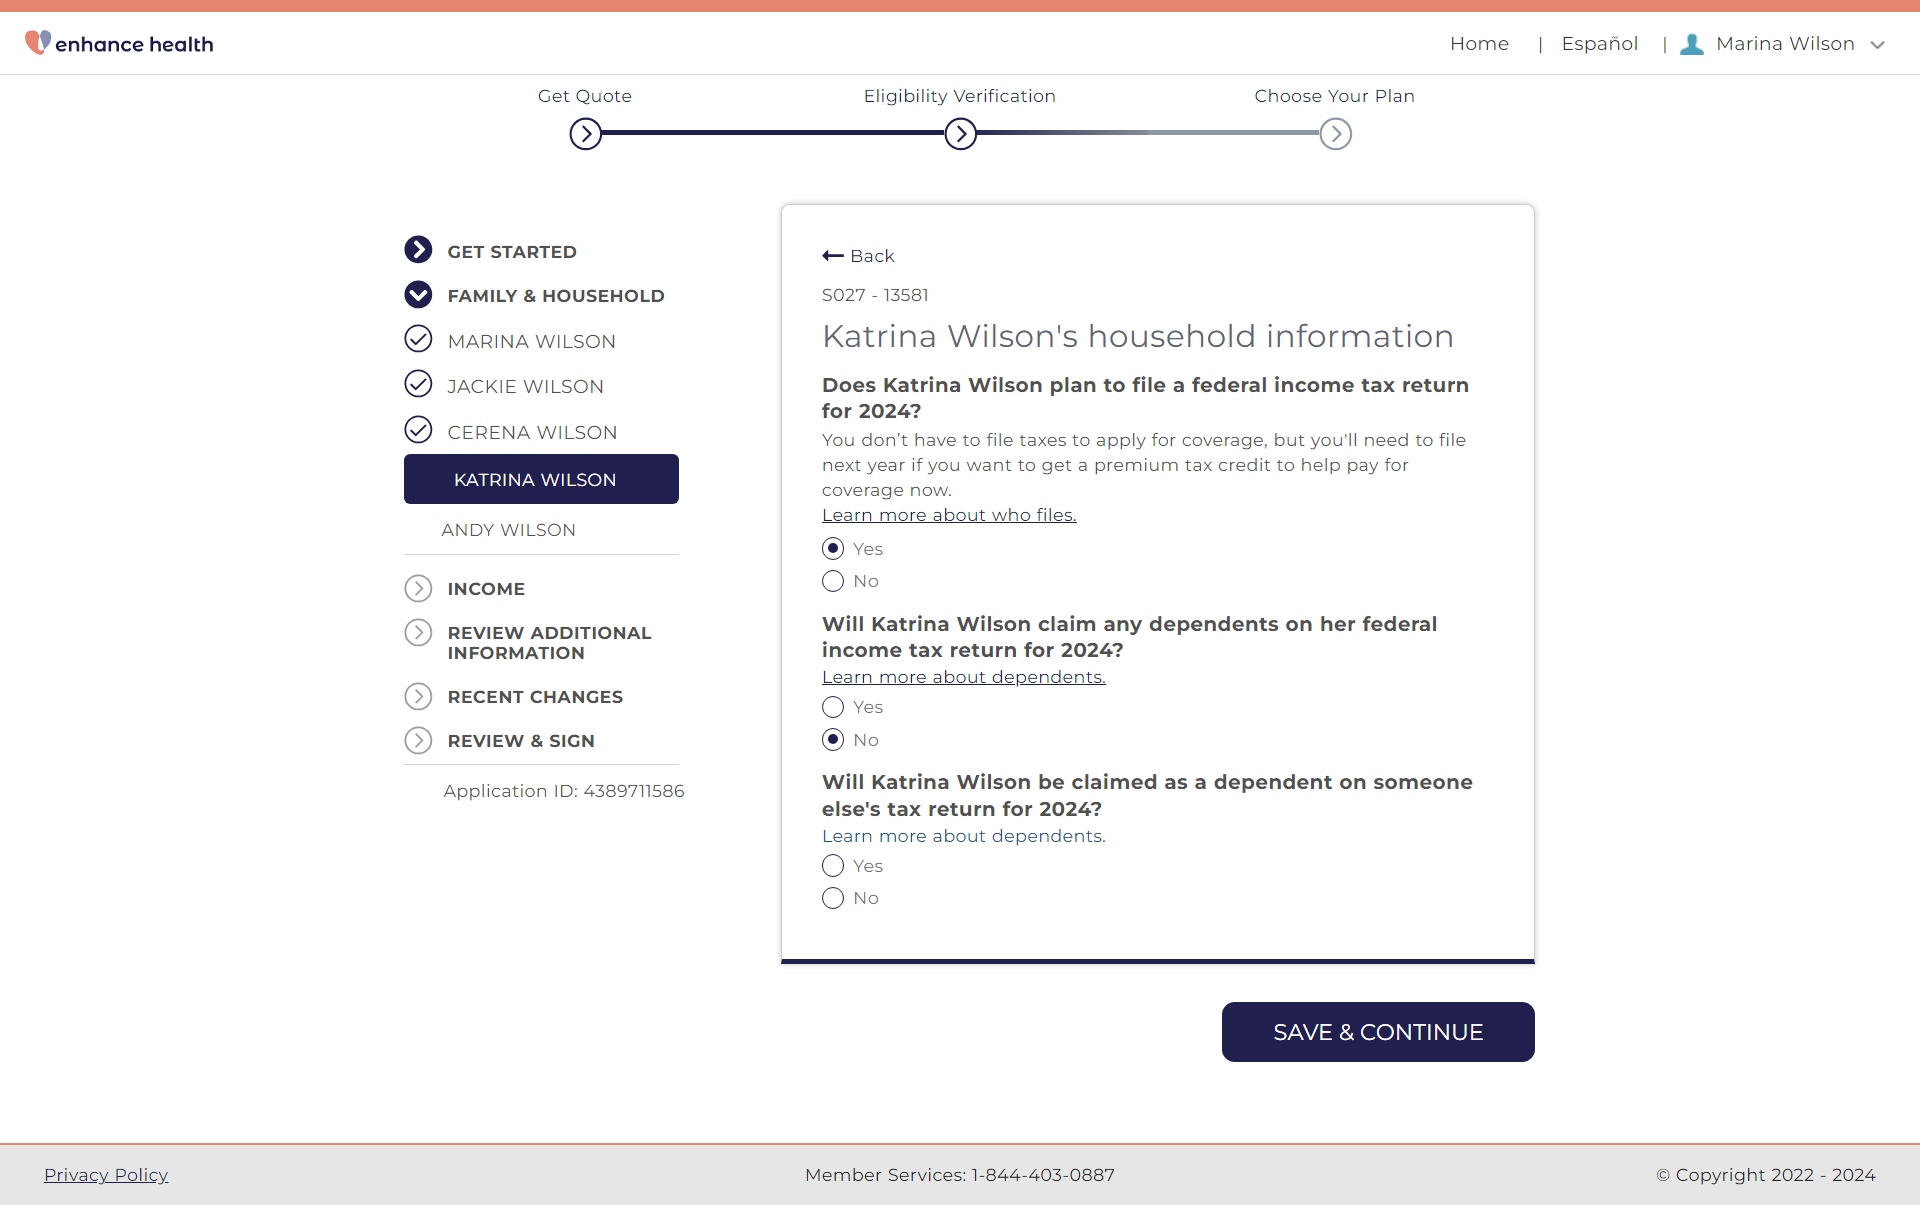 enhance health
Home | Español | Marina Wilson
Get Quote
Eligibility Verification
Choose Your Plan
GET STARTED
FAMILY & HOUSEHOLD
MARINA WILSON
JACKIE WILSON
CERENA WILSON
KATRINA WILSON
ANDY WILSON
INCOME
REVIEW ADDITIONAL
INFORMATION
RECENT CHANGES
REVIEW & SIGN
Application ID: 4389711586
Back
S027 - 13581
Katrina Wilson's household information
Does Katrina Wilson plan to file a federal income tax return
for 2024?
You don’t have to file taxes to apply for coverage, but you'll need to file
next year if you want to get a premium tax credit to help pay for
coverage now.
Learn more about who files.
Yes
No
Will Katrina Wilson claim any dependents on her federal
income tax return for 2024?
Learn more about dependents.
Yes
No
Will Katrina Wilson be claimed as a dependent on someone
else's tax return for 2024?
Learn more about dependents.
Yes
No
SAVE & CONTINUE
Privacy Policy
Member Services: 1-844-403-0887
© Copyright 2022 - 2024